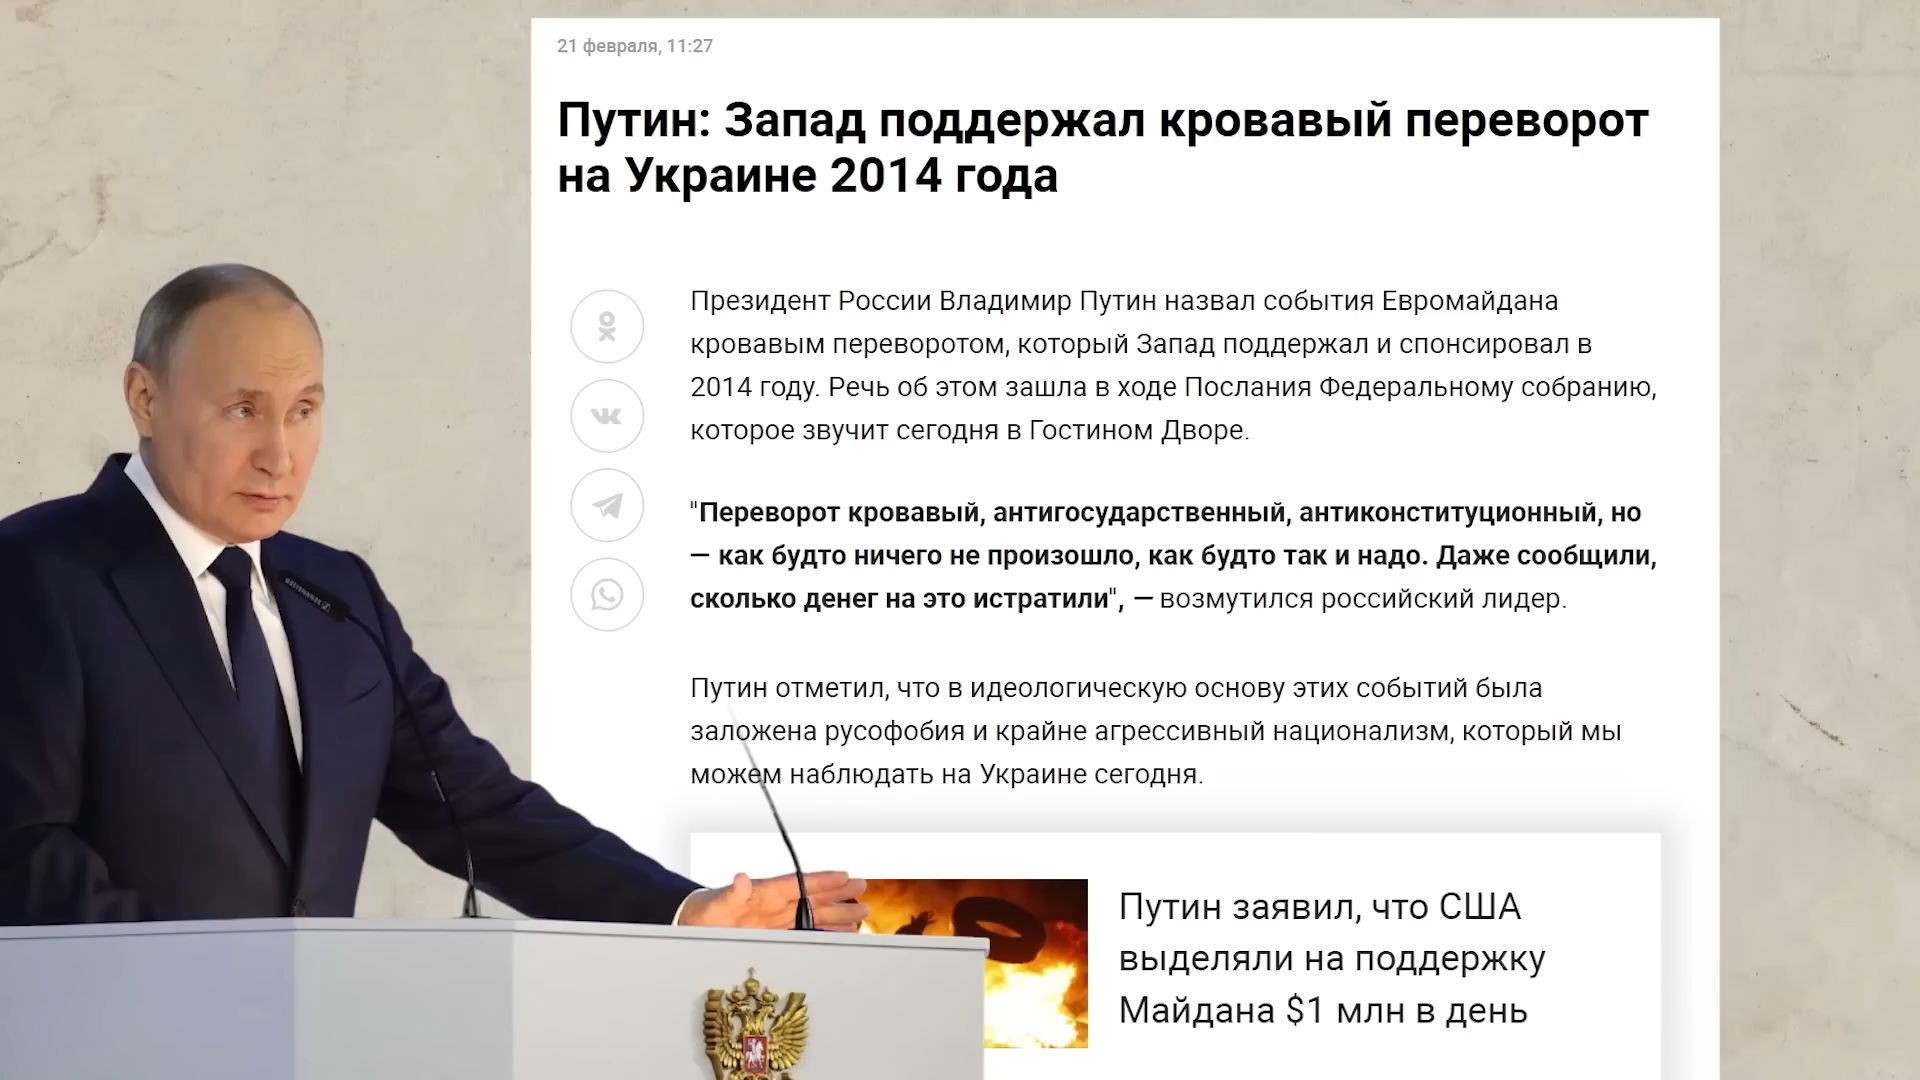 21 февраля, 11:27
Путин: Запад поддержал кровавый переворот
на Украине 2014 года
Президент России Владимир Путин назвал события Евромайдана
кровавым переворотом, который Запад поддержал и спонсировал в
2014 году. Речь об этом зашла в ходе Послания Федеральному собранию,
которое звучит сегодня в Гостином Дворе.
"Переворот кровавый, антигосударственный, антиконституционный, но
— как будто ничего не произошло, как будто так и надо. Даже сообщили,
сколько денег на это истратили", — возмутился российский лидер.
Путин отметил, что в идеологическую основу этих событий была
заложена русофобия и крайне агрессивный национализм, который мы
можем наблюдать на Украине сегодня.
Путин заявил, что США
выделяли на поддержку
Майдана $1 млн в день